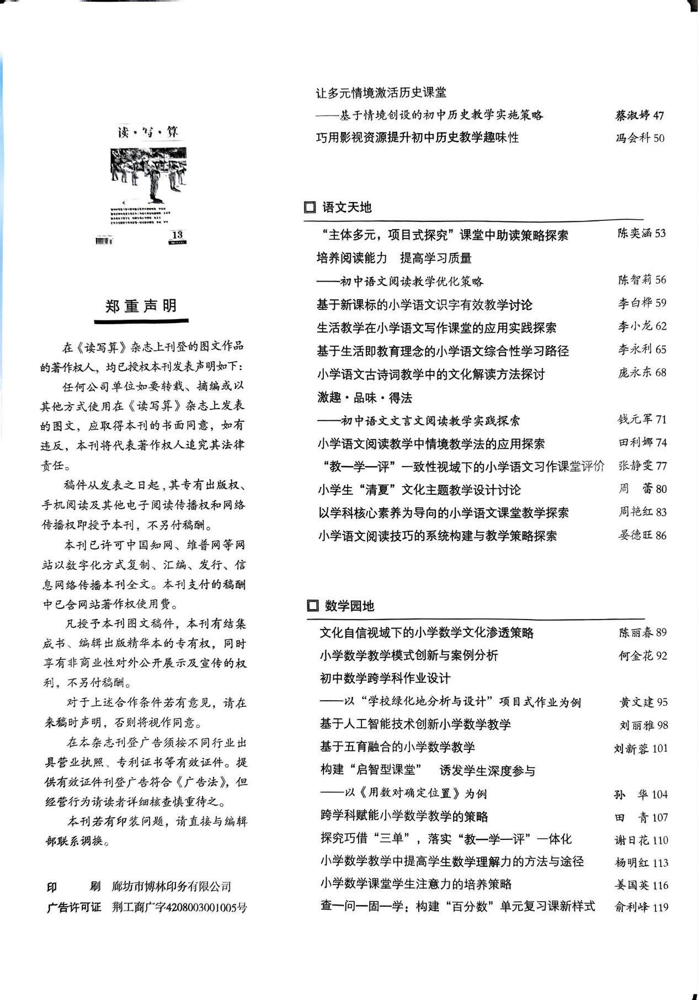 读·写·算
13
郑重声明
在《读写算》杂志上刊登的图文作品
的著作权人，均已授权本刊发表声明如下：
任何公司单位如要转载、摘编或以
其他方式使用在《读写算》杂志上发表
的图文，应取得本刊的书面同意，如有
违反，本刊将代表著作权人追究其法律
责任。
稿件从发表之日起，其专有出版权、
手机阅读及其他电子阅读传播权和网络
传播权即授予本刊，不另付稿酬。
本刊已许可中国知网、维普网等网
站以数字化方式复制、汇编、发行、信
息网络传播本刊全文。本刊支付的稿酬
中已含网站著作权使用费。
凡授予本刊图文稿件，本刊有结集
成书、编辑出版精华本的专有权，同时
享有非商业性对外公开展示及宣传的权
利，不另付稿酬。
对于上述合作条件若有意见，请在
来稿时声明，否则将视作同意。
在本杂志刊登广告须按不同行业出
具营业执照、专利证书等有效证件。提
供有效证件刊登广告符合《广告法》，但
经营行为请读者详细核查慎重待之。
本刊若有印装问题，请直接与编辑
部联系调换。
印 刷 廊坊市博林印务有限公司
广告许可证 荆工商广字4208003001005号
让多元情境激活历史课堂
——基于情境创设的初中历史教学实施策略 蔡淑婷 47
巧用影视资源提升初中历史教学趣味性 冯会科 50
语文天地
“主体多元，项目式探究”课堂中助读策略探索 陈奕涵 53
培养阅读能力 提高学习质量
——初中语文阅读教学优化策略 陈智莉 56
基于新课标的小学语文识字有效教学讨论 李白桦 59
生活教学在小学语文写作课堂的应用实践探索 李小龙 62
基于生活即教育理念的小学语文综合性学习路径 李永利 65
小学语文古诗词教学中的文化解读方法探讨 庞永东 68
激趣·品味·得法
——初中语文文言文阅读教学实践探索 钱元军 71
小学语文阅读教学中情境教学法的应用探索 田利娜 74
“教—学—评”一致性视域下的小学语文习作课堂评价 张静雯 77
小学生“清夏”文化主题教学设计讨论 周 蕾 80
以学科核心素养为导向的小学语文课堂教学探索 周艳红 83
小学语文阅读技巧的系统构建与教学策略探索 晏德旺 86
数学园地
文化自信视域下的小学数学文化渗透策略 陈丽春 89
小学数学教学模式创新与案例分析 何金花 92
初中数学跨学科作业设计
——以“学校绿化地分析与设计”项目式作业为例 黄文建 95
基于人工智能技术创新小学数学教学 刘丽雅 98
基于五育融合的小学数学教学 刘新蓉 101
构建“启智型课堂” 诱发学生深度参与
——以《用数对确定位置》为例 孙 华 104
跨学科赋能小学数学教学的策略 田 青 107
探究巧借“三单”，落实“教—学—评”一体化 谢日花 110
小学数学教学中提高学生数学理解力的方法与途径 杨明红 113
小学数学课堂学生注意力的培养策略 姜国英 116
查—问—固—学：构建“百分数”单元复习课新样式 俞利峰 119